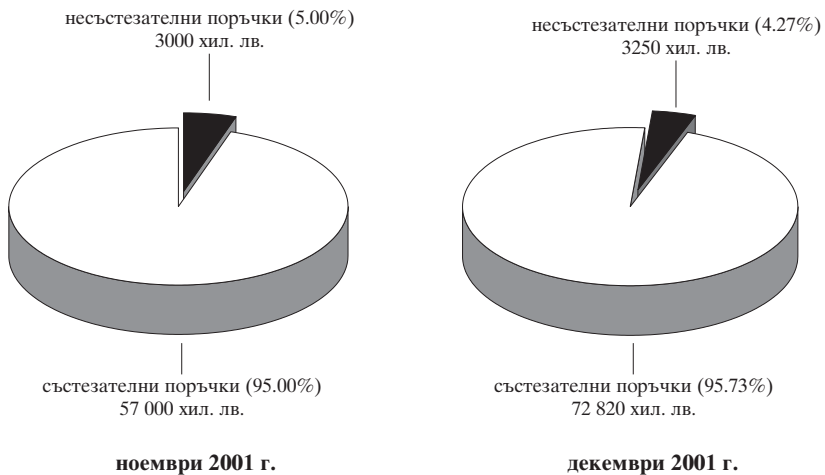 несъстезателни поръчки (5.00%)
3000 хил. лв.
състезателни поръчки (95.00%)
57 000 хил. лв.
ноември 2001 г.
несъстезателни поръчки (4.27%)
3250 хил. лв.
състезателни поръчки (95.73%)
72 820 хил. лв.
декември 2001 г.